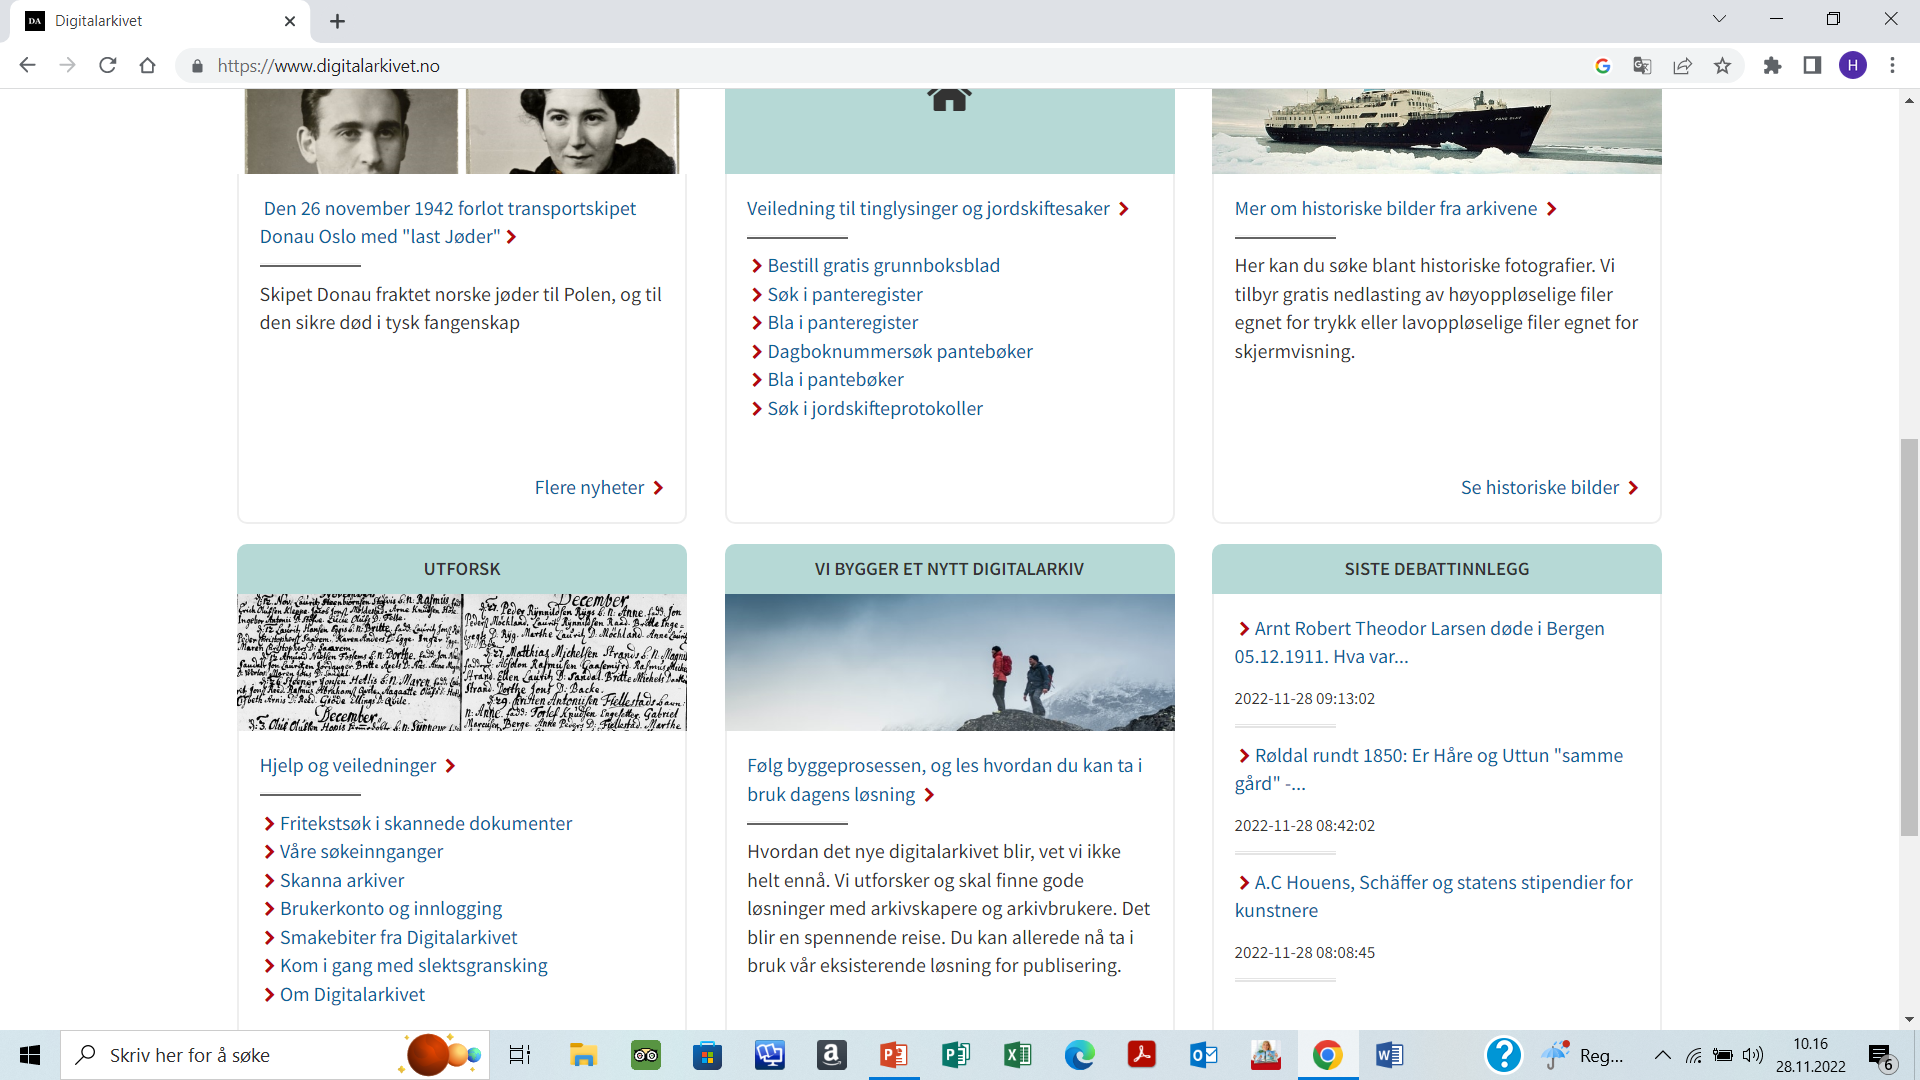 DA Digitalarkivet
https://www.digitalarkivet.no
H
Den 26 november 1942 forlot transportskipet
Donau Oslo med "last Jøder"
Skipet Donau fraktet norske jøder til Polen, og til
den sikre død i tysk fangenskap
Flere nyheter
Veiledning til tinglysinger og jordskiftesaker
Bestill gratis grunnboksblad
Søk i panteregister
Bla i panteregister
Dagboknummersøk pantebøker
Bla i pantebøker
Søk i jordskifteprotokoller
Mer om historiske bilder fra arkivene
Her kan du søke blant historiske fotografier. Vi
tilbyr gratis nedlasting av høyoppløselige filer
egnet for trykk eller lavoppløselige filer egnet for
skjermvisning.
Se historiske bilder
UTFORSK
December
December
Hjelp og veiledninger
Fritekstsøk i skannede dokumenter
Våre søkeinnganger
Skanna arkiver
Brukerkonto og innlogging
Smakebiter fra Digitalarkivet
Kom i gang med slektsgransking
Om Digitalarkivet
VI BYGGER ET NYTT DIGITALARKIV
Følg byggeprosessen, og les hvordan du kan ta i
bruk dagens løsning
Hvordan det nye digitalarkivet blir, vet vi ikke
helt ennå. Vi utforsker og skal finne gode
løsninger med arkivskapere og arkivbrukere. Det
blir en spennende reise. Du kan allerede nå ta i
bruk vår eksisterende løsning for publisering.
SISTE DEBATTINNLEGG
Arnt Robert Theodor Larsen døde i Bergen
05.12.1911. Hva var...
2022-11-28 09:13:02
Røldal rundt 1850: Er Håre og Uttun "samme
gård" -...
2022-11-28 08:42:02
A.C Houens, Schäffer og statens stipendier for
kunstnere
2022-11-28 08:08:45
Skriv her for å søke
Reg...
10.16
28.11.2022
6